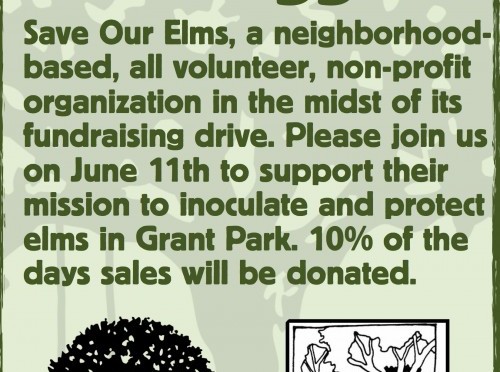 Save Our Elms, a neighborhood-
based, all volunteer, non-profit
organization in the midst of its
fundraising drive. Please join us
on June 11th to support their
mission to inoculate and protect
elms in Grant Park. 10% of the
days sales will be donated.